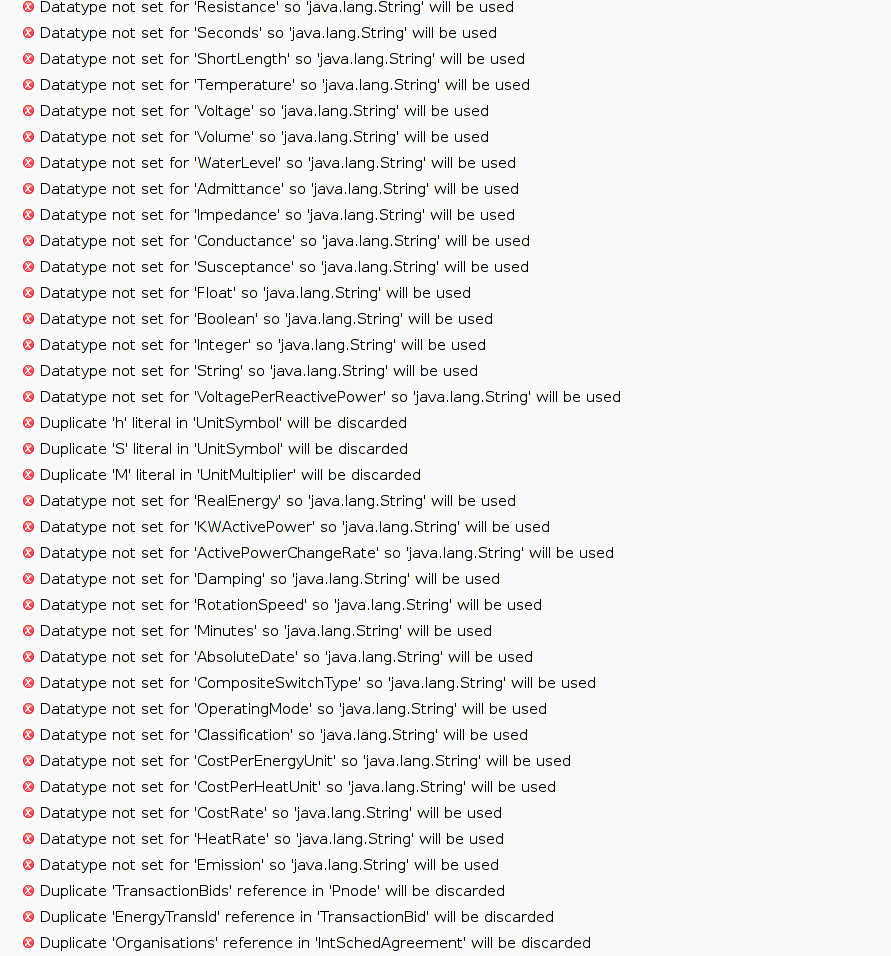 Datatype not set for 'Resistance' so 'java.lang.String' will be used
Datatype not set for 'Seconds' so 'java.lang.String' will be used
Datatype not set for 'ShortLength' so 'java.lang.String' will be used
Datatype not set for 'Temperature' so 'java.lang.String' will be used
Datatype not set for 'Voltage' so 'java.lang.String' will be used
Datatype not set for 'Volume' so 'java.lang.String' will be used
Datatype not set for 'WaterLevel' so 'java.lang.String' will be used
Datatype not set for 'Admittance' so 'java.lang.String' will be used
Datatype not set for 'Impedance' so 'java.lang.String' will be used
Datatype not set for 'Conductance' so 'java.lang.String' will be used
Datatype not set for 'Susceptance' so 'java.lang.String' will be used
Datatype not set for 'Float' so 'java.lang.String' will be used
Datatype not set for 'Boolean' so 'java.lang.String' will be used
Datatype not set for 'Integer' so 'java.lang.String' will be used
Datatype not set for 'String' so 'java.lang.String' will be used
Datatype not set for 'VoltagePerReactivePower' so 'java.lang.String' will be used
Duplicate 'h' literal in 'UnitSymbol' will be discarded
Duplicate 'S' literal in 'UnitSymbol' will be discarded
Duplicate 'M' literal in 'UnitMultiplier' will be discarded
Datatype not set for 'RealEnergy' so 'java.lang.String' will be used
Datatype not set for 'KWActivePower' so 'java.lang.String' will be used
Datatype not set for 'ActivePowerChangeRate' so 'java.lang.String' will be used
Datatype not set for 'Damping' so 'java.lang.String' will be used
Datatype not set for 'RotationSpeed' so 'java.lang.String' will be used
Datatype not set for 'Minutes' so 'java.lang.String' will be used
Datatype not set for 'AbsoluteDate' so 'java.lang.String' will be used
Datatype not set for 'CompositeSwitchType' so 'java.lang.String' will be used
Datatype not set for 'OperatingMode' so 'java.lang.String' will be used
Datatype not set for 'Classification' so 'java.lang.String' will be used
Datatype not set for 'CostPerEnergyUnit' so 'java.lang.String' will be used
Datatype not set for 'CostPerHeatUnit' so 'java.lang.String' will be used
Datatype not set for 'CostRate' so 'java.lang.String' will be used
Datatype not set for 'HeatRate' so 'java.lang.String' will be used
Datatype not set for 'Emission' so 'java.lang.String' will be used
Duplicate 'TransactionBids' reference in 'Pnode' will be discarded
Duplicate 'EnergyTransId' reference in 'TransactionBid' will be discarded
Duplicate 'Organisations' reference in 'IntSchedAgreement' will be discarded